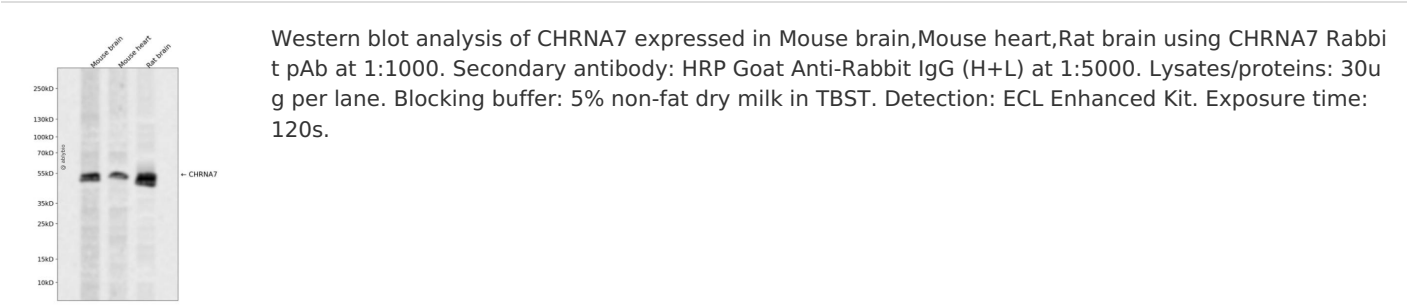 Mouse brain
Mouse heart
Rat brain
250kD
130kD
100kD
70kD
55kD
35kD
25kD
15kD
10kD
← CHRNA7
Western blot analysis of CHRNA7 expressed in Mouse brain,Mouse heart,Rat brain using CHRNA7 Rabbi
t pAb at 1:1000. Secondary antibody: HRP Goat Anti-Rabbit IgG (H+L) at 1:5000. Lysates/proteins: 30u
g per lane. Blocking buffer: 5% non-fat dry milk in TBST. Detection: ECL Enhanced Kit. Exposure time:
120s.